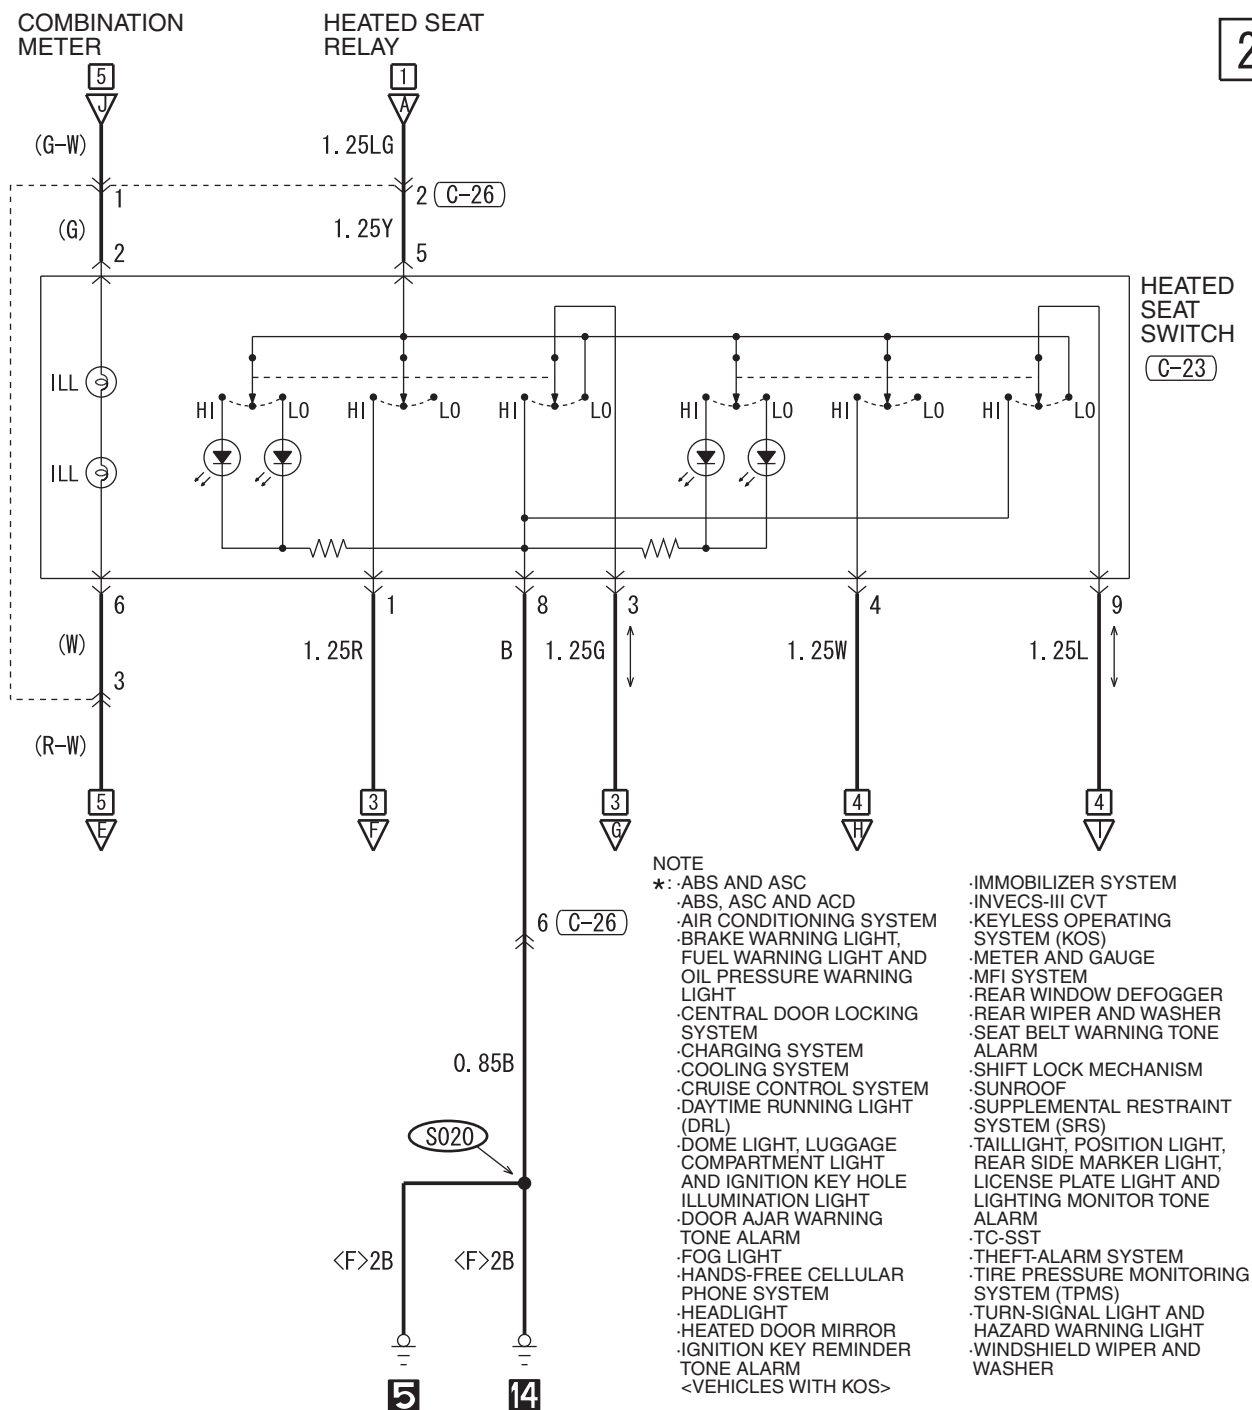 COMBINATION
METER
HEATED SEAT
RELAY
2
5
1
J
A
(G-W)
1.25LG
1
2 C-26
(G)
1.25Y
2
5
HEATED
SEAT
SWITCH
C-23
ILL
HI LO HI LO HI LO HI LO HI LO HI LO
ILL
6 1 8 3 4 9
(W) 1.25R B 1.25G 1.25W 1.25L
3
(R-W)
5 3 3 4 4
E F G H I
6 C-26
0.85B
S020
<F>2B <F>2B
5 14
NOTE
*: ·ABS AND ASC
·ABS, ASC AND ACD
·AIR CONDITIONING SYSTEM
·BRAKE WARNING LIGHT,
FUEL WARNING LIGHT AND
OIL PRESSURE WARNING
LIGHT
·CENTRAL DOOR LOCKING
SYSTEM
·CHARGING SYSTEM
·COOLING SYSTEM
·CRUISE CONTROL SYSTEM
·DAYTIME RUNNING LIGHT
(DRL)
·DOME LIGHT, LUGGAGE
COMPARTMENT LIGHT
AND IGNITION KEY HOLE
ILLUMINATION LIGHT
·DOOR AJAR WARNING
TONE ALARM
·FOG LIGHT
·HANDS-FREE CELLULAR
PHONE SYSTEM
·HEADLIGHT
·HEATED DOOR MIRROR
·IGNITION KEY REMINDER
TONE ALARM
<VEHICLES WITH KOS>
·IMMOBILIZER SYSTEM
·INVECS-III CVT
·KEYLESS OPERATING
SYSTEM (KOS)
·METER AND GAUGE
·MFI SYSTEM
·REAR WINDOW DEFOGGER
·REAR WIPER AND WASHER
·SEAT BELT WARNING TONE
ALARM
·SHIFT LOCK MECHANISM
·SUNROOF
·SUPPLEMENTAL RESTRAINT
SYSTEM (SRS)
·TAILLIGHT, POSITION LIGHT,
REAR SIDE MARKER LIGHT,
LICENSE PLATE LIGHT AND
LIGHTING MONITOR TONE
ALARM
·TC-SST
·THEFT-ALARM SYSTEM
·TIRE PRESSURE MONITORING
SYSTEM (TPMS)
·TURN-SIGNAL LIGHT AND
HAZARD WARNING LIGHT
·WINDSHIELD WIPER AND
WASHER